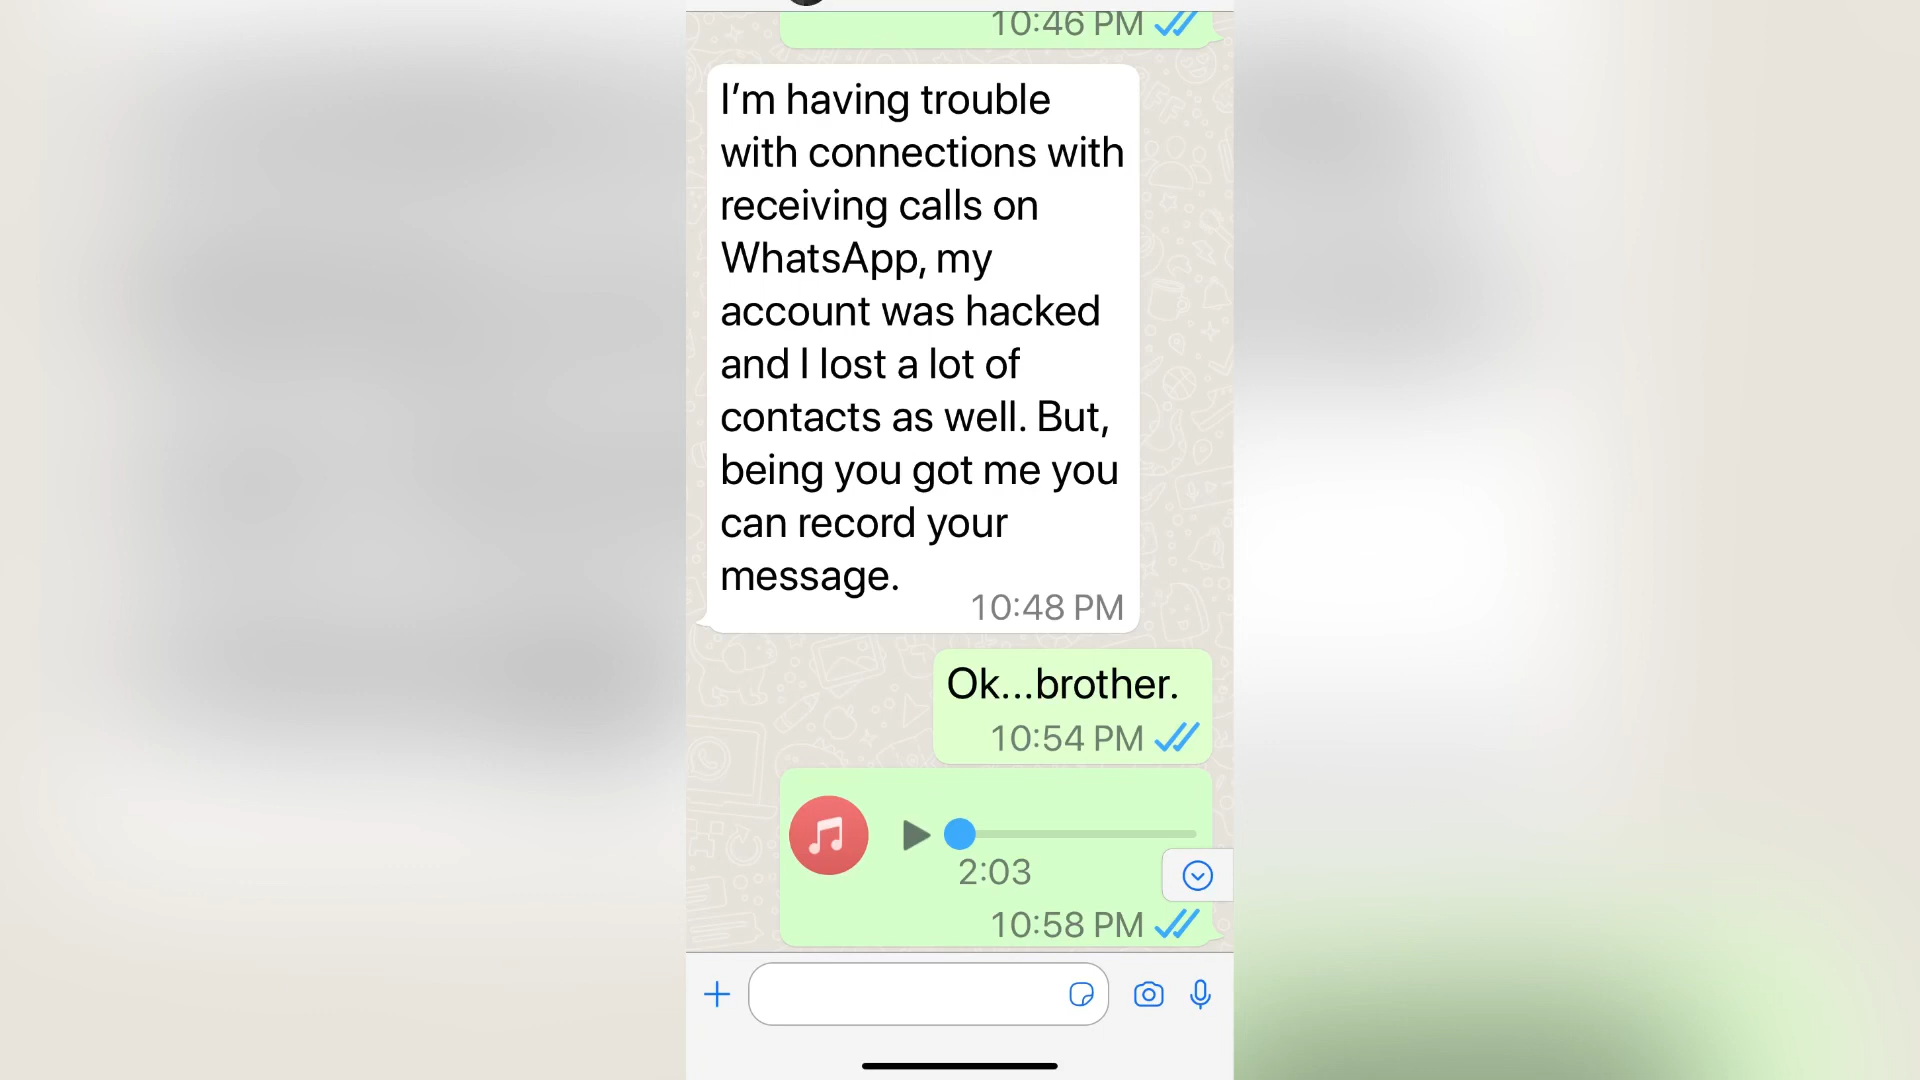 10:46 PM
I’m having trouble
with connections with
receiving calls on
WhatsApp, my
account was hacked
and I lost a lot of
contacts as well. But,
being you got me you
can record your
message.
10:48 PM
Ok...brother.
10:54 PM
2:03
10:58 PM